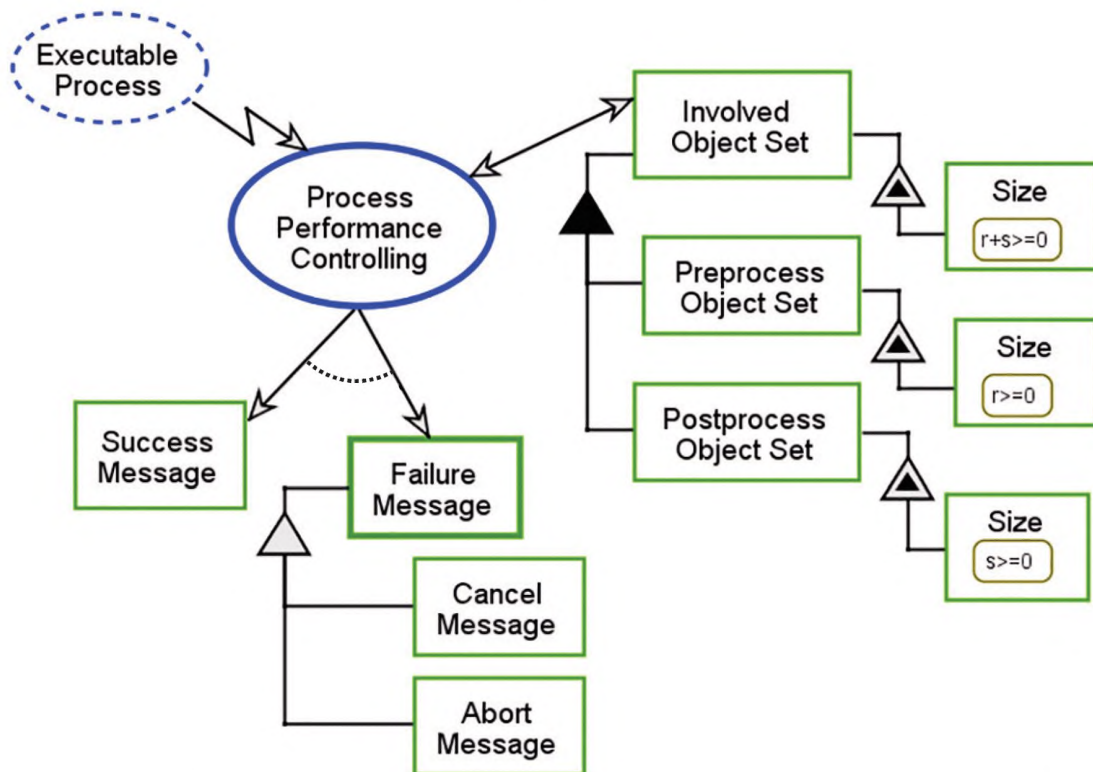 Executable
Process
Process
Performance
Controlling
Involved
Object Set
Size
r+s>=0
Preprocess
Object Set
Size
r>=0
Postprocess
Object Set
Size
s>=0
Success
Message
Failure
Message
Cancel
Message
Abort
Message